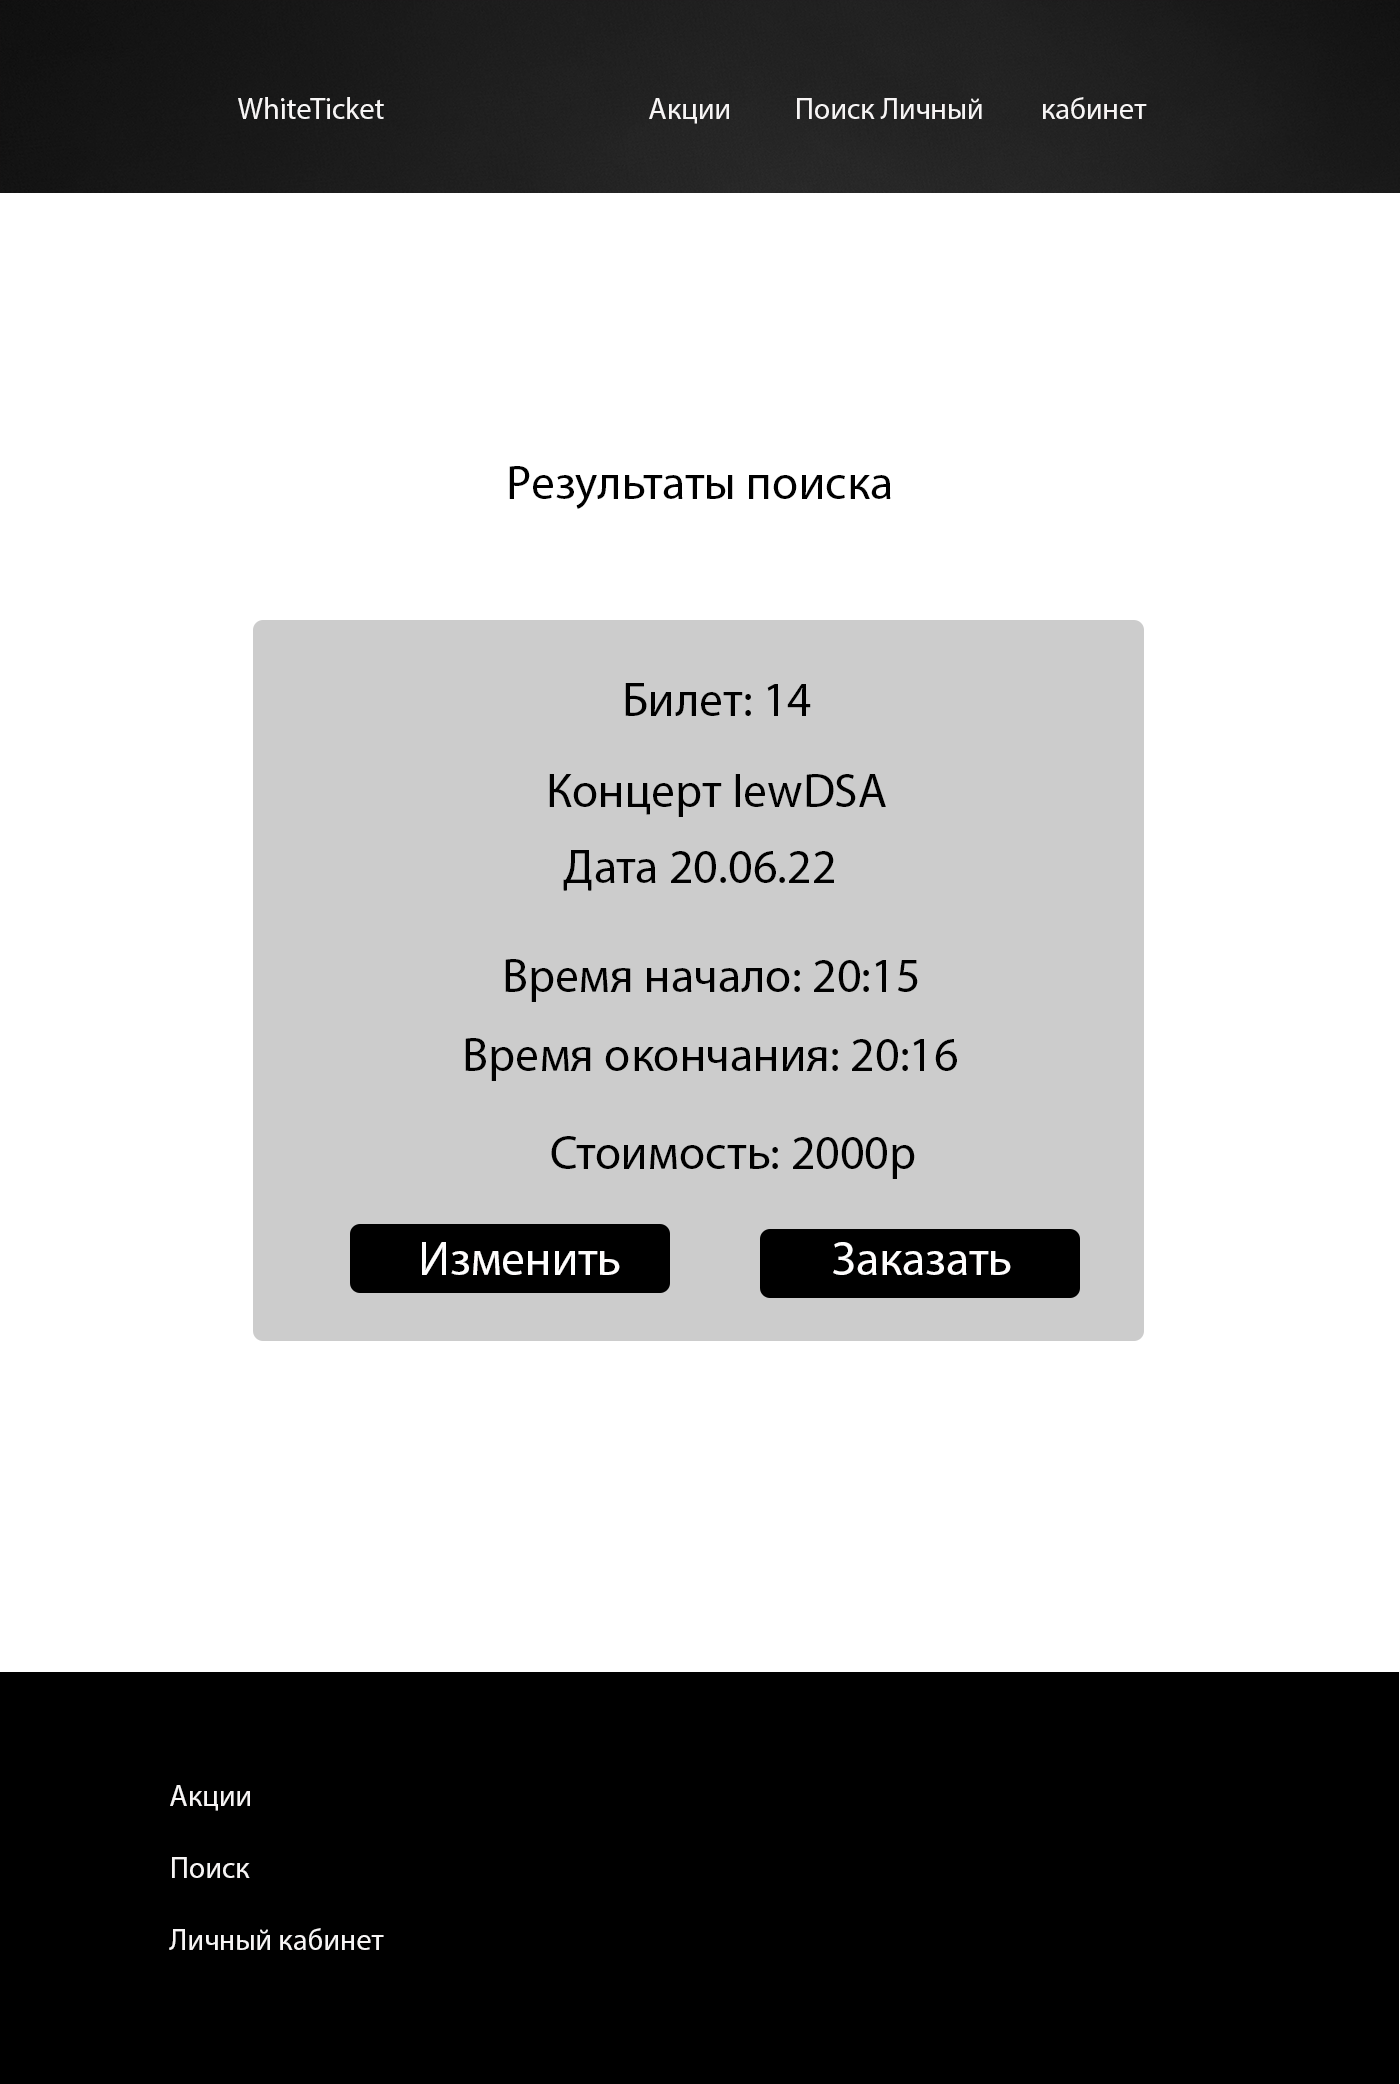 WhiteTicket Акции Поиск Личный кабинет
Результаты поиска
Билет: 14
Концерт IewDSA
Дата 20.06.22
Время начало: 20:15
Время окончания: 20:16
Стоимость: 2000р
Изменить Заказать
Акции
Поиск
Личный кабинет